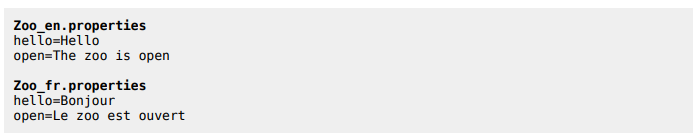 Zoo_en.properties
hello=Hello
open=The zoo is open
Zoo_fr.properties
hello=Bonjour
open=Le zoo est ouvert